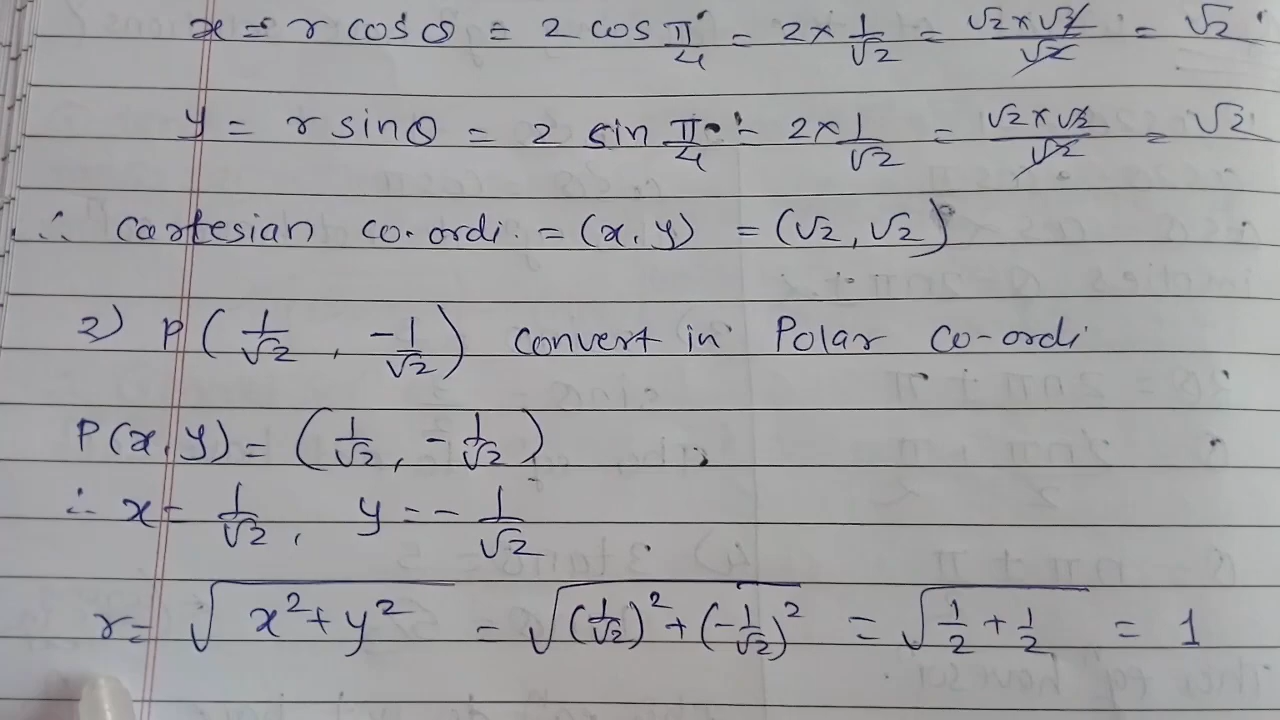 x = r cos θ = 2 cos π/4 = 2 × 1/√2 = √2 × √2/√2 = √2
y = r sin θ = 2 sin π/4 = 2 × 1/√2 = √2 × √2/√2 = √2
∴ Cartesian co.ordi. = (x, y) = (√2, √2)
2) P(1/√2, -1/√2) convert in Polar co-ordi
P(x, y) = (1/√2, -1/√2)
∴ x = 1/√2, y = - 1/√2
r = √(x² + y²) = √((1/√2)² + (-1/√2)²) = √(1/2 + 1/2) = 1